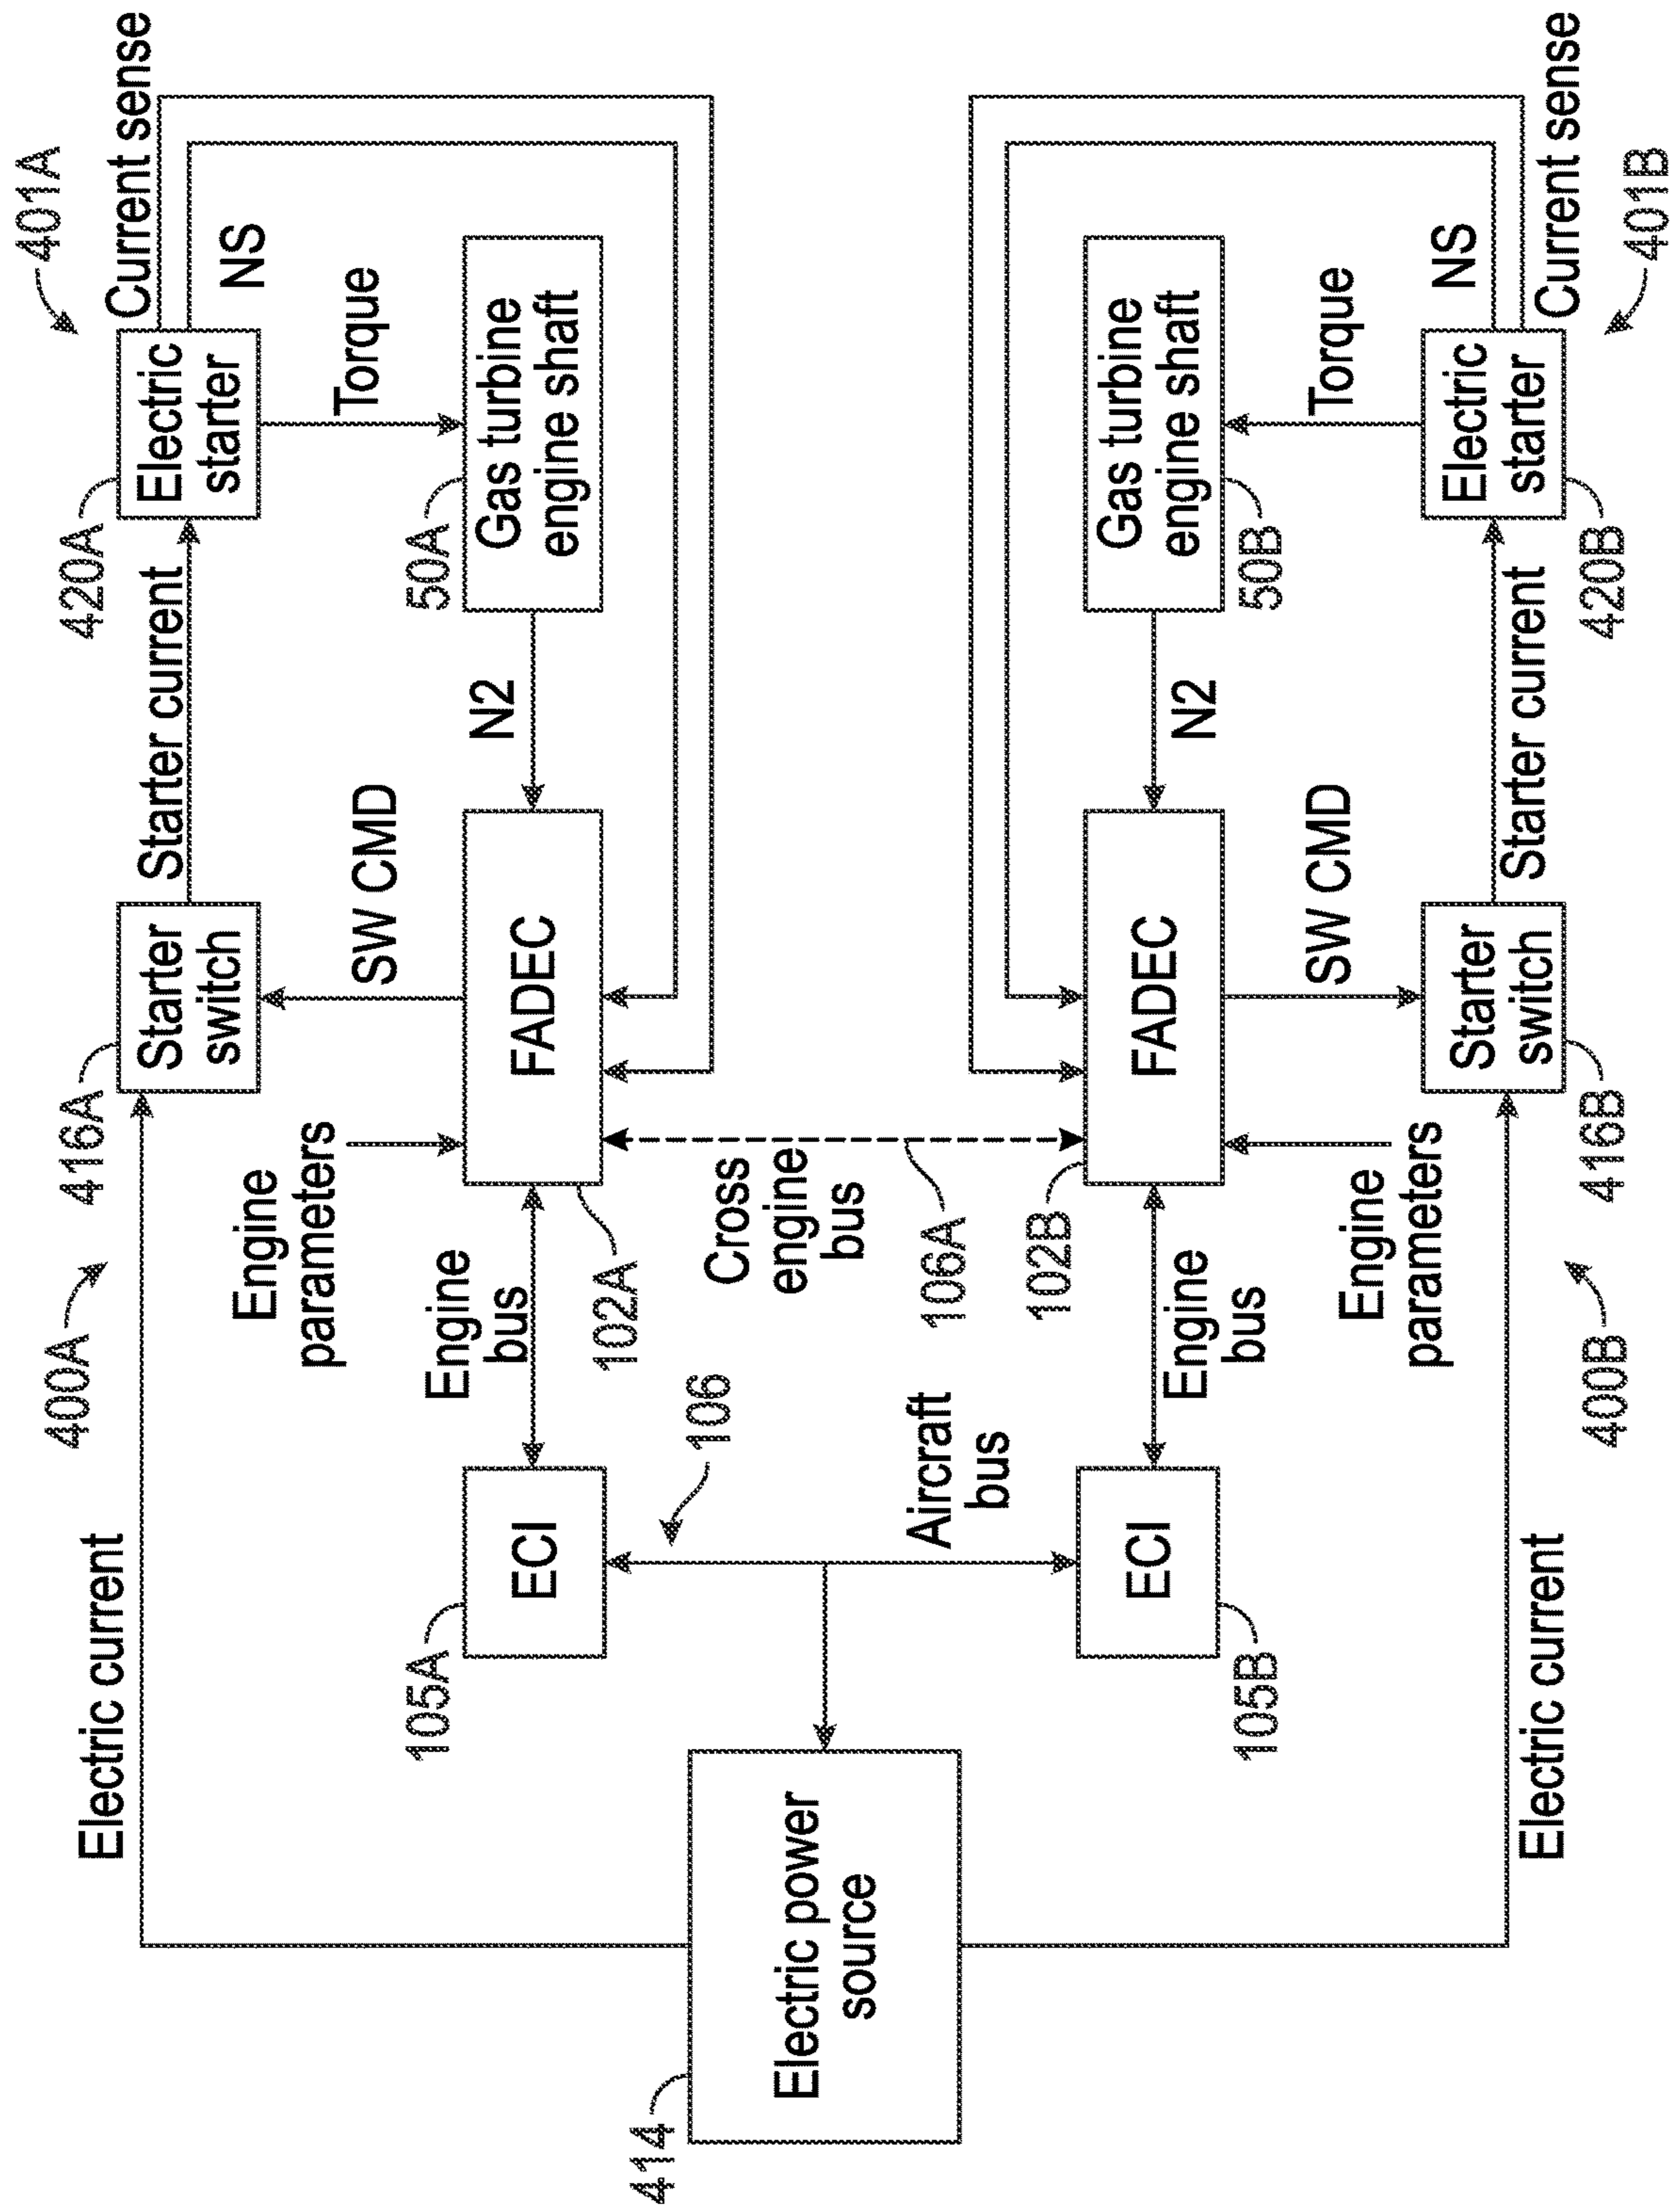 400A
401A
416A
420A
Electric current
Starter
switch
Starter current
Electric
starter
Current sense
NS
Engine
parameters
SW CMD
Torque
105A
ECI
Engine
bus
102A
FADEC
N2
50A
Gas turbine
engine shaft
106
414
Electric power
source
Aircraft
bus
Cross
engine
bus
106A
102B
105B
ECI
Engine
bus
FADEC
N2
Gas turbine
engine shaft
50B
Engine
parameters
SW CMD
Torque
NS
Electric current
Starter
switch
Starter current
Electric
starter
Current sense
416B
420B
400B
401B